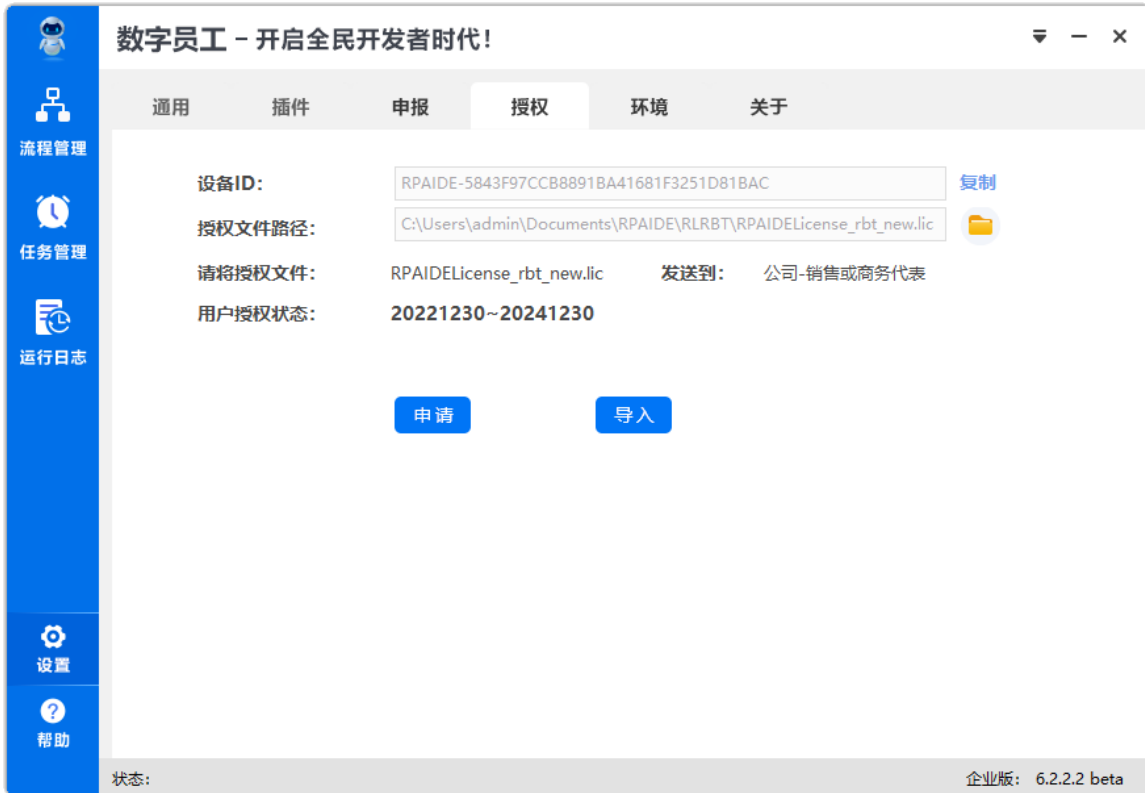 数字员工 – 开启全民开发者时代!
流程管理
任务管理
运行日志
设置
帮助
通用 插件 申报 授权 环境 关于
设备ID: RPAIDE-5843F97CCB8891BA41681F3251D81BAC 复制
授权文件路径: C:\Users\admin\Documents\RPAIDE\RLRBT\RPAIDELicense_rbt_new.lic
请将授权文件: RPAIDELicense_rbt_new.lic 发送到: 公司-销售或商务代表
用户授权状态: 20221230~20241230
申请 导入
状态: 企业版: 6.2.2.2 beta